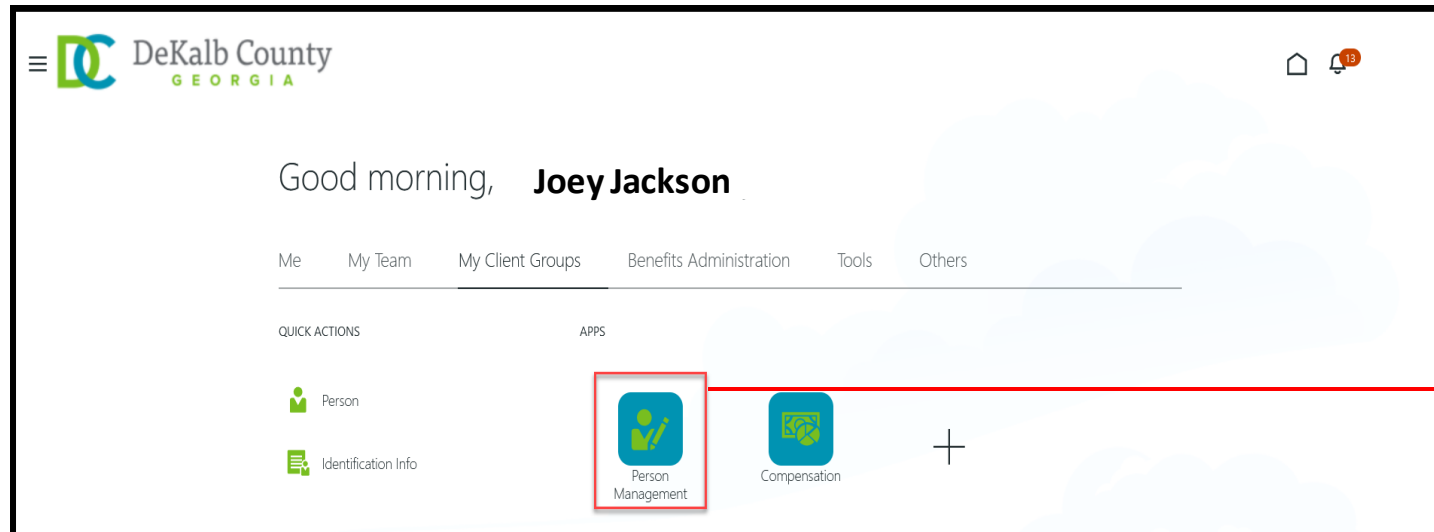 DC DeKalb County
GEORGIA
13
Good morning, Joey Jackson
Me My Team My Client Groups Benefits Administration Tools Others
QUICK ACTIONS APPS
Person
Identification Info
Person
Management
Compensation